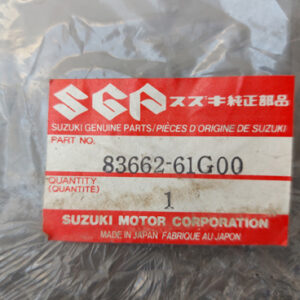 SGP スズキ純正部品
SUZUKI GENUINE PARTS/PIÈCES D'ORIGINE DE SUZUKI
PART NO.
83662-61G00
QUANTITY
(QUANTITÉ)
1
SUZUKI MOTOR CORPORATION
MADE IN JAPAN FABRIQUE AU JAPON